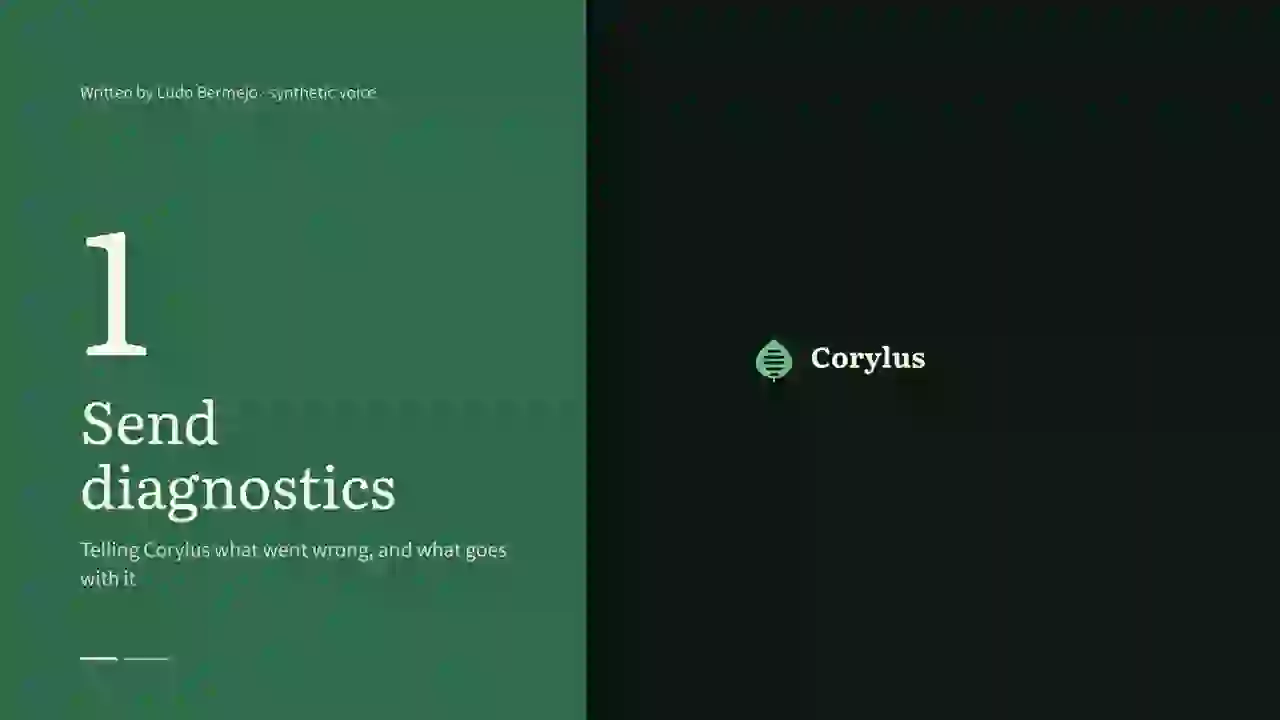 Written by Ludo Bermejo · synthetic voice
1
Send
diagnostics
Telling Corylus what went wrong, and what goes
with it
Corylus